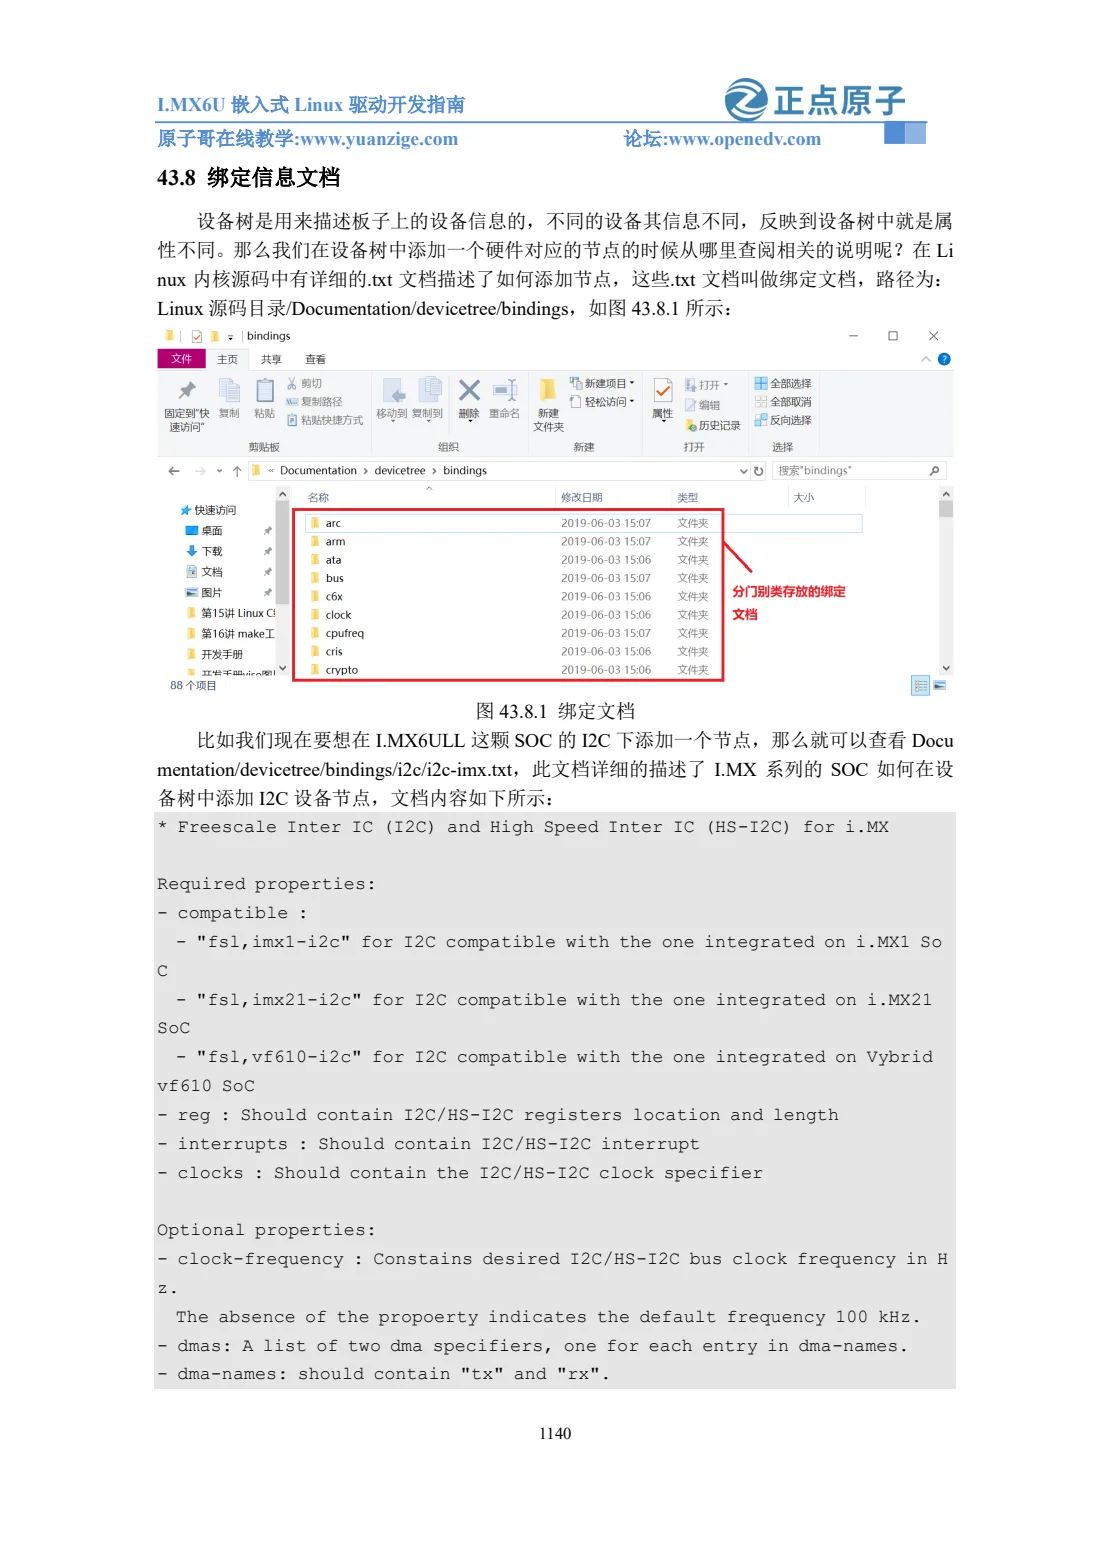 I.MX6U 嵌入式 Linux 驱动开发指南
正点原子
原子哥在线教学:www.yuanzige.com 论坛:www.openedv.com
43.8 绑定信息文档
设备树是用来描述板子上的设备信息的，不同的设备其信息不同，反映到设备树中就是属
性不同。那么我们在设备树中添加一个硬件对应的节点的时候从哪里查阅相关的说明呢？在 Li
nux 内核源码中有详细的.txt 文档描述了如何添加节点，这些.txt 文档叫做绑定文档，路径为：
Linux 源码目录/Documentation/devicetree/bindings，如图 43.8.1 所示：
bindings
文件 主页 共享 查看
固定到"快速访问" 复制 粘贴 剪切 复制路径 粘贴快捷方式
移动到 复制到 删除 重命名 新建文件夹 新建项目 轻松访问
属性 打开 编辑 历史记录 全部选择 全部取消 反向选择
剪贴板 组织 新建 打开 选择
« Documentation > devicetree > bindings 搜索"bindings"
名称 修改日期 类型 大小
快速访问
桌面
下载
文档
图片
第15讲 Linux C
第16讲 make工
开发手册
开发手册visio图
arc 2019-06-03 15:07 文件夹
arm 2019-06-03 15:07 文件夹
ata 2019-06-03 15:06 文件夹
bus 2019-06-03 15:07 文件夹
c6x 2019-06-03 15:06 文件夹
clock 2019-06-03 15:06 文件夹
cpufreq 2019-06-03 15:07 文件夹
cris 2019-06-03 15:06 文件夹
crypto 2019-06-03 15:06 文件夹
分门别类存放的绑定
文档
88 个项目
图 43.8.1 绑定文档
比如我们现在要想在 I.MX6ULL 这颗 SOC 的 I2C 下添加一个节点，那么就可以查看 Docu
mentation/devicetree/bindings/i2c/i2c-imx.txt，此文档详细的描述了 I.MX 系列的 SOC 如何在设
备树中添加 I2C 设备节点，文档内容如下所示：
* Freescale Inter IC (I2C) and High Speed Inter IC (HS-I2C) for i.MX
Required properties:
- compatible :
- "fsl,imx1-i2c" for I2C compatible with the one integrated on i.MX1 So
C
- "fsl,imx21-i2c" for I2C compatible with the one integrated on i.MX21
SoC
- "fsl,vf610-i2c" for I2C compatible with the one integrated on Vybrid
vf610 SoC
- reg : Should contain I2C/HS-I2C registers location and length
- interrupts : Should contain I2C/HS-I2C interrupt
- clocks : Should contain the I2C/HS-I2C clock specifier
Optional properties:
- clock-frequency : Constains desired I2C/HS-I2C bus clock frequency in H
z.
The absence of the propoerty indicates the default frequency 100 kHz.
- dmas: A list of two dma specifiers, one for each entry in dma-names.
- dma-names: should contain "tx" and "rx".
1140